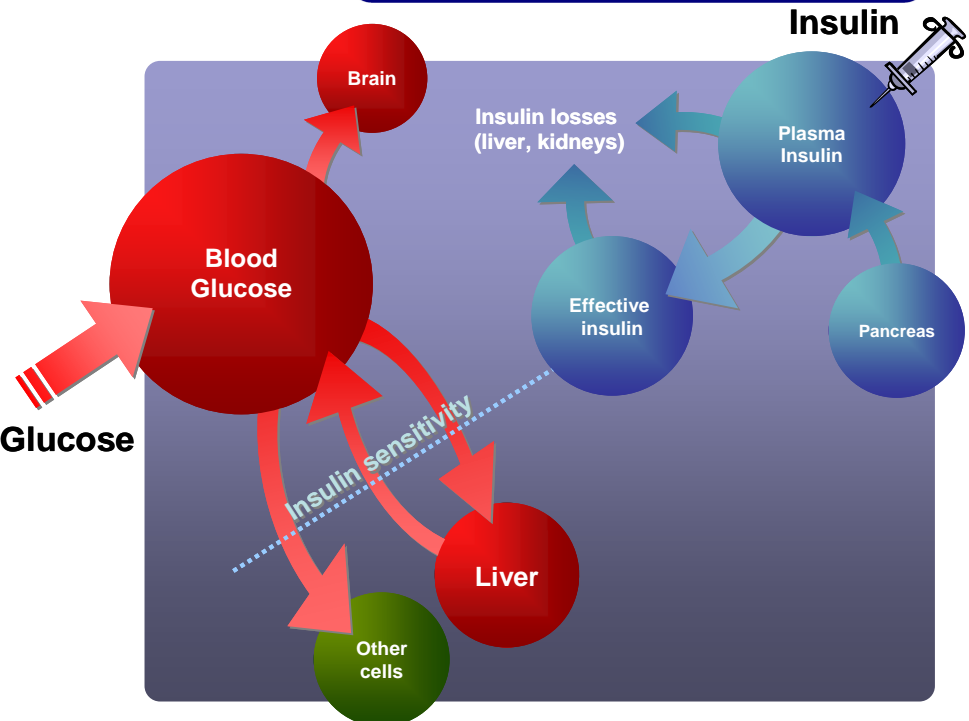 Insulin
Brain
Insulin losses
(liver, kidneys)
Plasma
Insulin
Blood
Glucose
Effective
insulin
Pancreas
Glucose
Insulin sensitivity
Liver
Other
cells